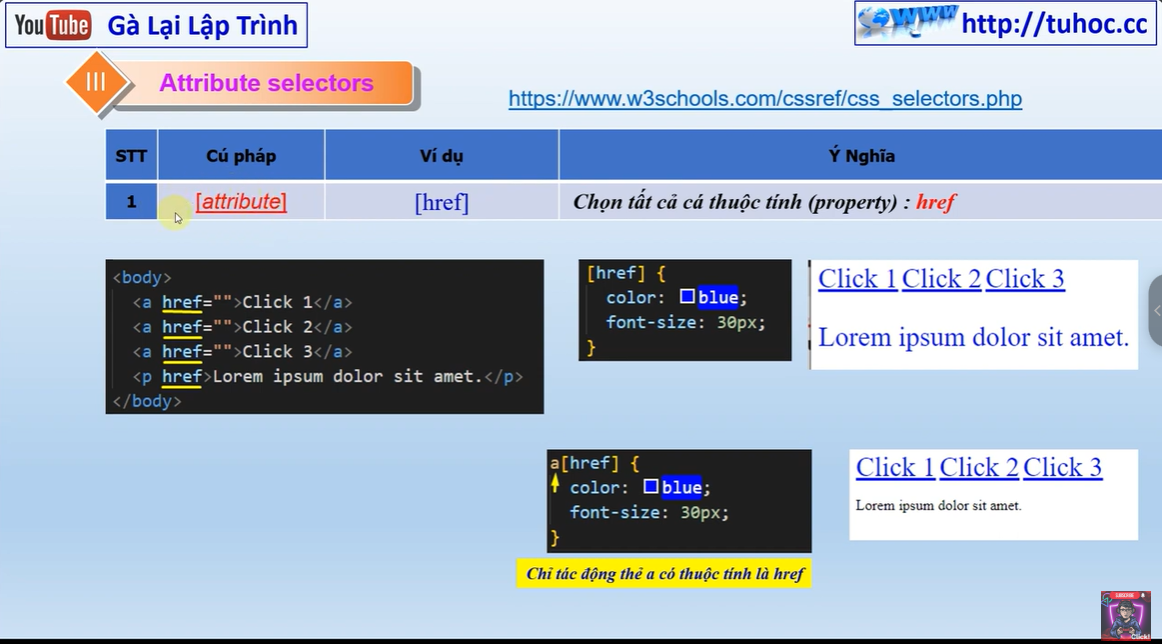 YouTube Gà Lại Lập Trình
WWW http://tuhoc.cc
III Attribute selectors
https://www.w3schools.com/cssref/css_selectors.php
STT Cú pháp Ví dụ Ý Nghĩa
1 [attribute] [href] Chọn tất cả cá thuộc tính (property) : href
<body>
<a href="">Click 1</a>
<a href="">Click 2</a>
<a href="">Click 3</a>
<p href>Lorem ipsum dolor sit amet.</p>
</body>
[href] {
color: blue;
font-size: 30px;
}
Click 1 Click 2 Click 3
Lorem ipsum dolor sit amet.
a[href] {
color: blue;
font-size: 30px;
}
Click 1 Click 2 Click 3
Lorem ipsum dolor sit amet.
Chỉ tác động thẻ a có thuộc tính là href
SUBSCRIBE
Click!